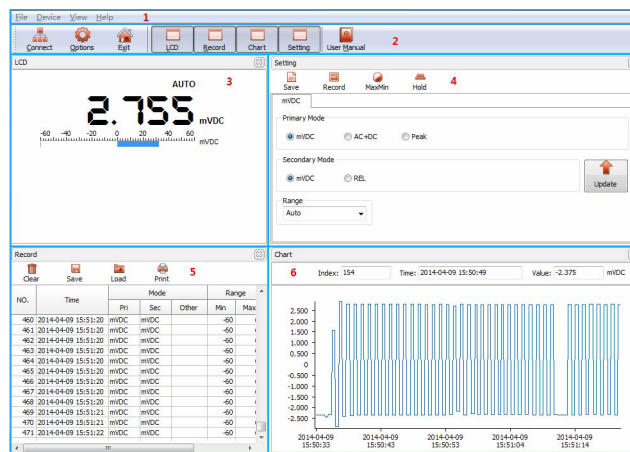 File Device View Help 1
Connect Options Exit LCD Record Chart Setting User Manual 2
LCD
3
AUTO
2.755 mVDC
-60 -40 -20 0 20 40 60
mVDC
Setting
Save Record MaxMin Hold 4
mVDC
Primary Mode
mVDC AC+DC Peak
Secondary Mode
mVDC REL
Update
Range
Auto
Record
Clear Save Load Print 5
NO. Time Mode Range
Pri Sec Other Min Max
460 2014-04-09 15:51:20 mVDC mVDC -60
461 2014-04-09 15:51:20 mVDC mVDC -60
462 2014-04-09 15:51:20 mVDC mVDC -60
463 2014-04-09 15:51:20 mVDC mVDC -60
464 2014-04-09 15:51:20 mVDC mVDC -60
465 2014-04-09 15:51:20 mVDC mVDC -60
466 2014-04-09 15:51:20 mVDC mVDC -60
467 2014-04-09 15:51:20 mVDC mVDC -60
468 2014-04-09 15:51:20 mVDC mVDC -60
469 2014-04-09 15:51:21 mVDC mVDC -60
470 2014-04-09 15:51:21 mVDC mVDC -60
471 2014-04-09 15:51:22 mVDC mVDC -60
Chart
6 Index: 154 Time: 2014-04-09 15:50:49 Value: -2.375 mVDC
2.500
2.000
1.500
1.000
0.500
0
-0.500
-1.000
-1.500
-2.000
-2.500
2014-04-09 2014-04-09 2014-04-09 2014-04-09 2014-04-09
15:50:33 15:50:43 15:50:53 15:51:04 15:51:14